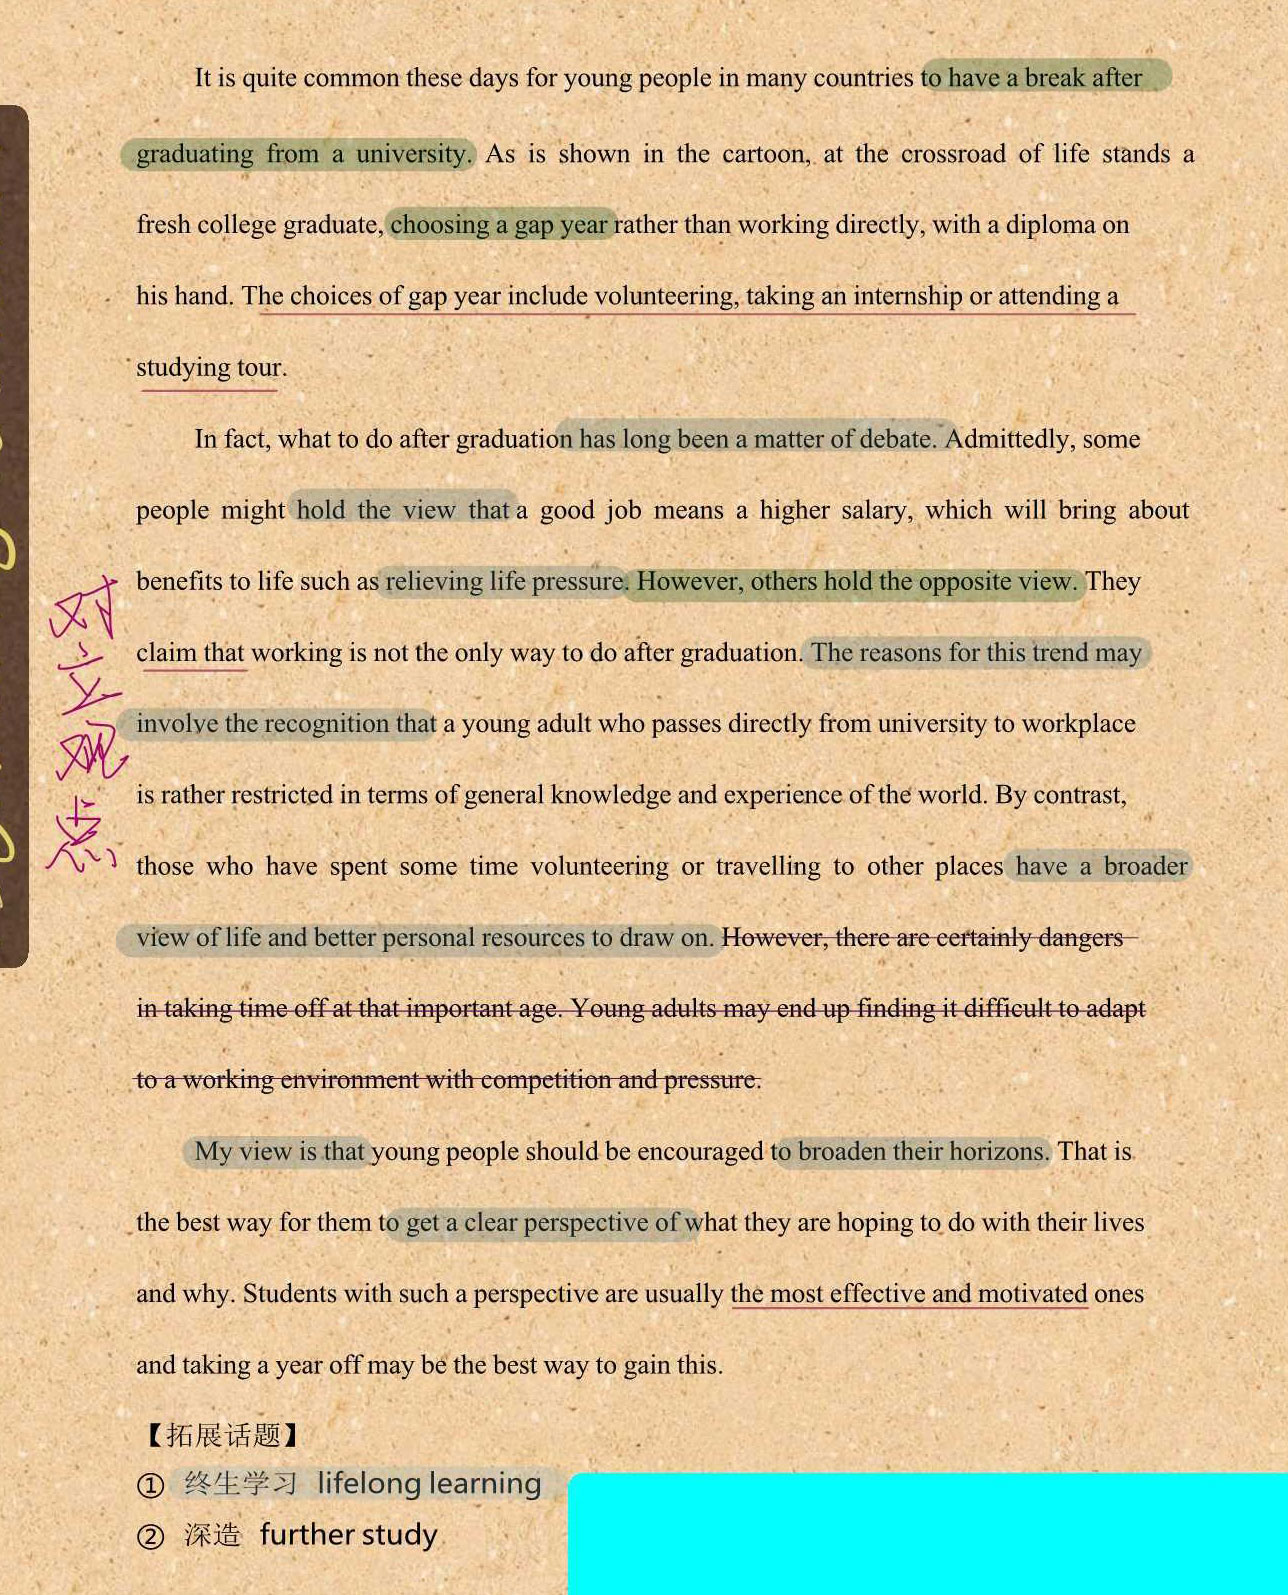 It is quite common these days for young people in many countries to have a break after
graduating from a university. As is shown in the cartoon, at the crossroad of life stands a
fresh college graduate, choosing a gap year rather than working directly, with a diploma on
his hand. The choices of gap year include volunteering, taking an internship or attending a
studying tour.
In fact, what to do after graduation has long been a matter of debate. Admittedly, some
people might hold the view that a good job means a higher salary, which will bring about
benefits to life such as relieving life pressure. However, others hold the opposite view. They
claim that working is not the only way to do after graduation. The reasons for this trend may
involve the recognition that a young adult who passes directly from university to workplace
is rather restricted in terms of general knowledge and experience of the world. By contrast,
those who have spent some time volunteering or travelling to other places have a broader
view of life and better personal resources to draw on. However, there are certainly dangers
in taking time off at that important age. Young adults may end up finding it difficult to adapt
to a working environment with competition and pressure.
My view is that young people should be encouraged to broaden their horizons. That is
the best way for them to get a clear perspective of what they are hoping to do with their lives
and why. Students with such a perspective are usually the most effective and motivated ones
and taking a year off may be the best way to gain this.
【拓展话题】
① 终生学习 lifelong learning
② 深造 further study
对立观点